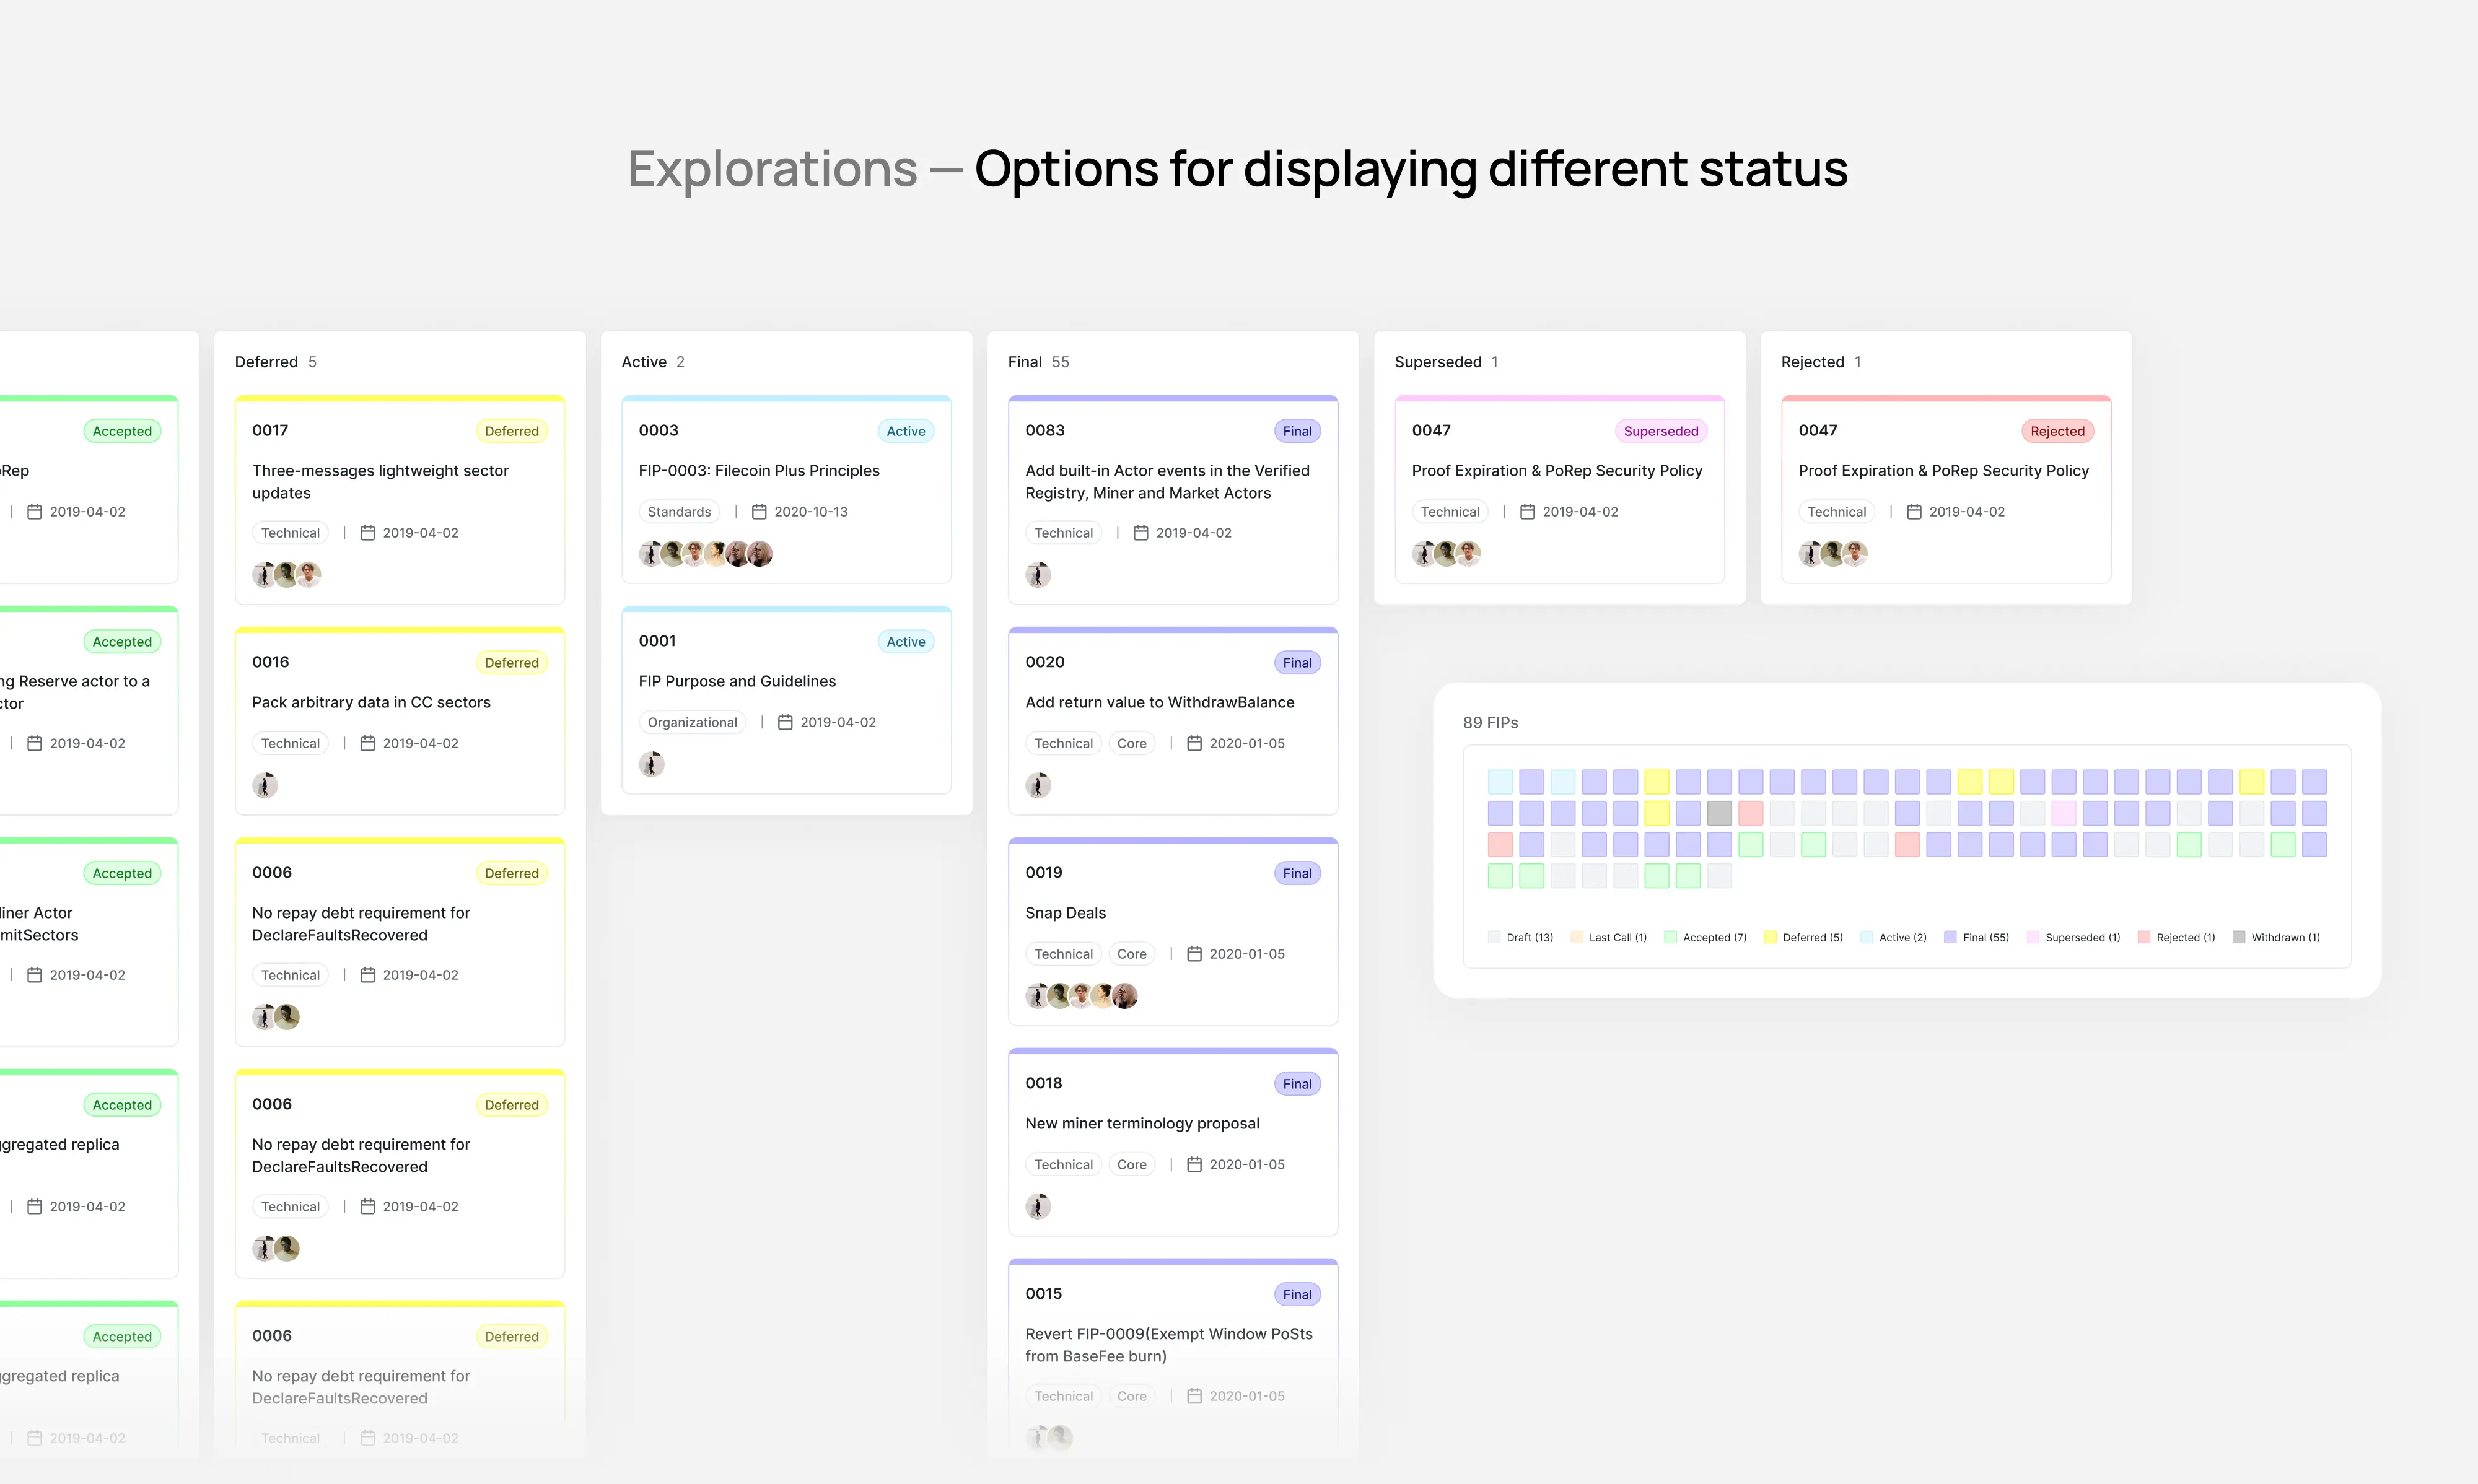 Explorations — Options for displaying different status
Accepted
Rep
| 2019-04-02
Accepted
ng Reserve actor to a
ctor
| 2019-04-02
Accepted
iner Actor
mitSectors
| 2019-04-02
Accepted
ggregated replica
| 2019-04-02
Accepted
ggregated replica
| 2019-04-02
Deferred 5
0017 Deferred
Three-messages lightweight sector
updates
Technical | 2019-04-02
0016 Deferred
Pack arbitrary data in CC sectors
Technical | 2019-04-02
0006 Deferred
No repay debt requirement for
DeclareFaultsRecovered
Technical | 2019-04-02
0006 Deferred
No repay debt requirement for
DeclareFaultsRecovered
Technical | 2019-04-02
0006 Deferred
No repay debt requirement for
DeclareFaultsRecovered
Technical | 2019-04-02
Active 2
0003 Active
FIP-0003: Filecoin Plus Principles
Standards | 2020-10-13
0001 Active
FIP Purpose and Guidelines
Organizational | 2019-04-02
Final 55
0083 Final
Add built-in Actor events in the Verified
Registry, Miner and Market Actors
Technical | 2019-04-02
0020 Final
Add return value to WithdrawBalance
Technical Core | 2020-01-05
0019 Final
Snap Deals
Technical Core | 2020-01-05
0018 Final
New miner terminology proposal
Technical Core | 2020-01-05
0015 Final
Revert FIP-0009(Exempt Window PoSts
from BaseFee burn)
Technical Core | 2020-01-05
Superseded 1
0047 Superseded
Proof Expiration & PoRep Security Policy
Technical | 2019-04-02
Rejected 1
0047 Rejected
Proof Expiration & PoRep Security Policy
Technical | 2019-04-02
89 FIPs
Draft (13) Last Call (1) Accepted (7) Deferred (5) Active (2) Final (55) Superseded (1) Rejected (1) Withdrawn (1)